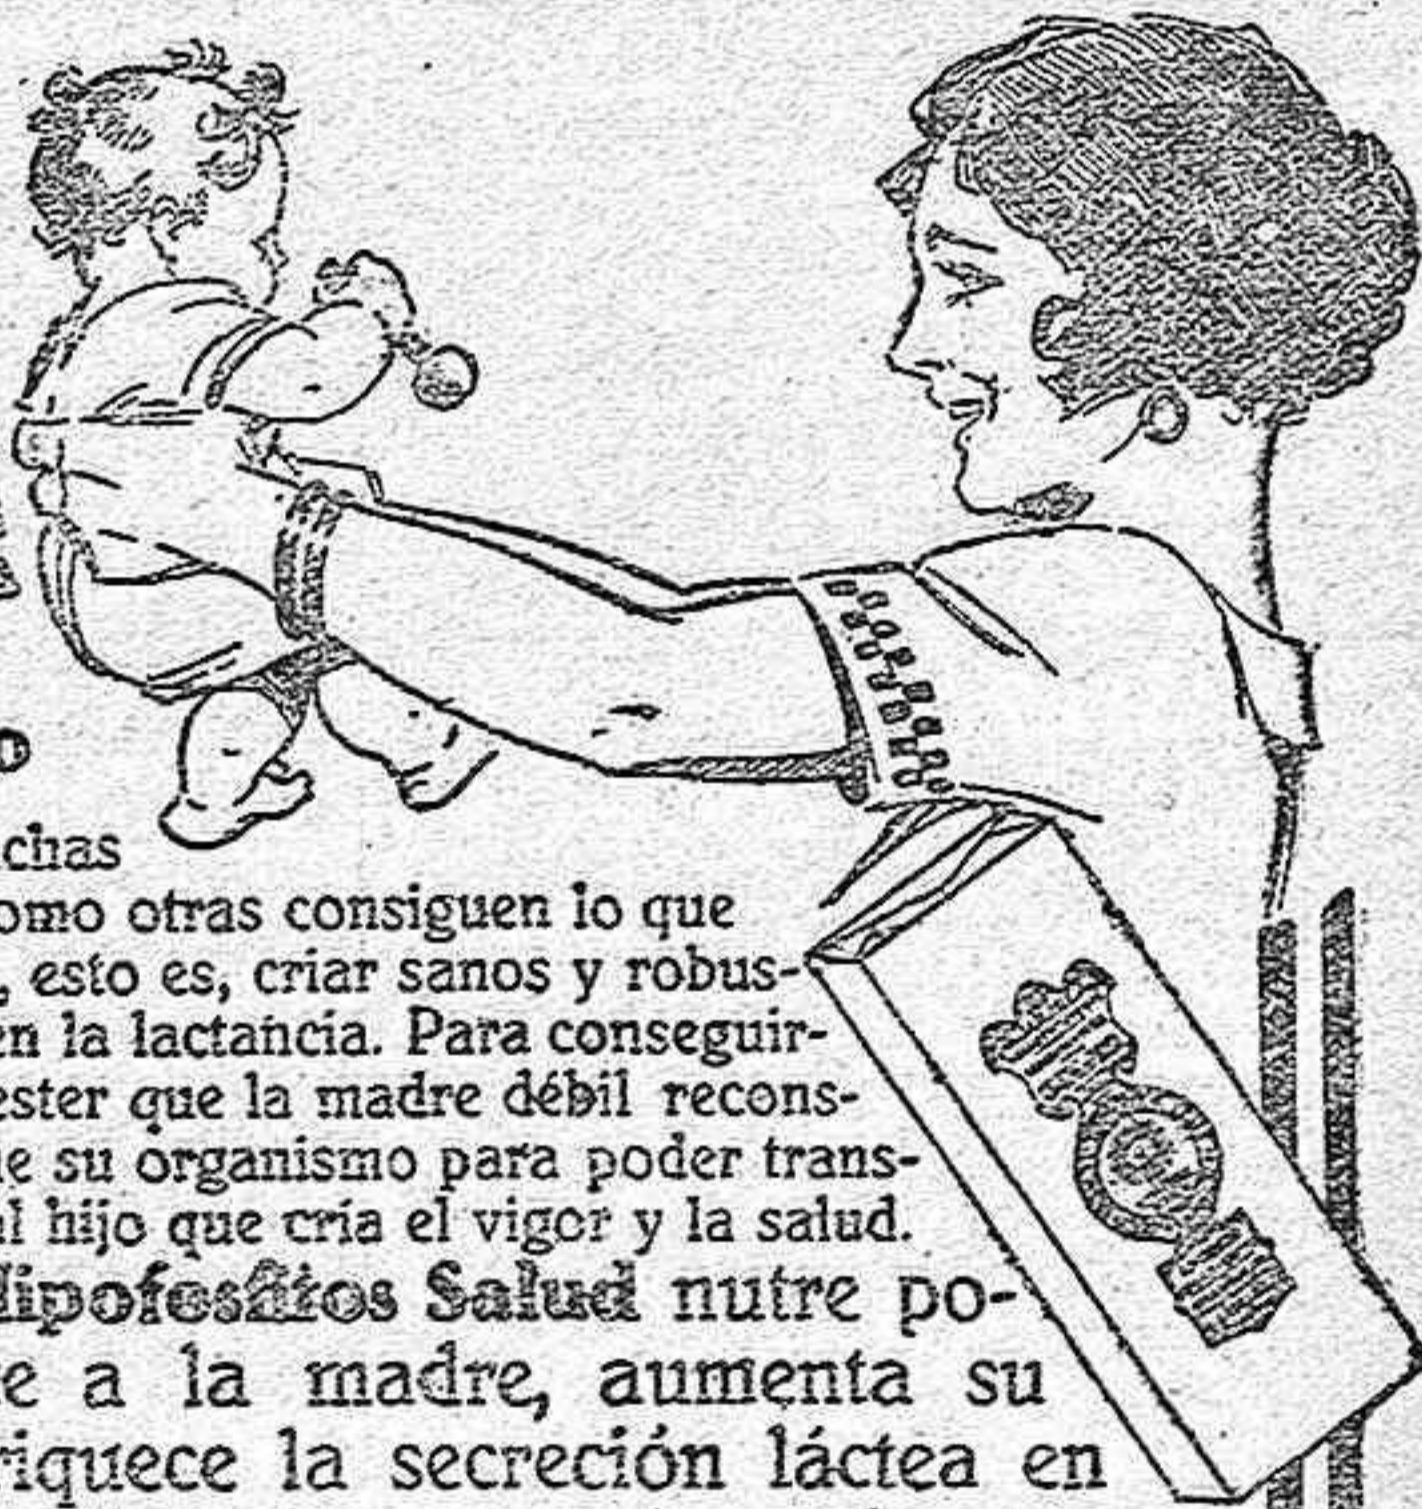 o
chas
omo otras consiguen lo que
, esto es, criar sanos y robus-
en la lactancia. Para conseguir-
ester que la madre débil recons-
ue su organismo para poder trans-
al hijo que cría el vigor y la salud.
Hipofosfitos Salud nutre po-
e a la madre, aumenta su
riquece la secreción láctea en